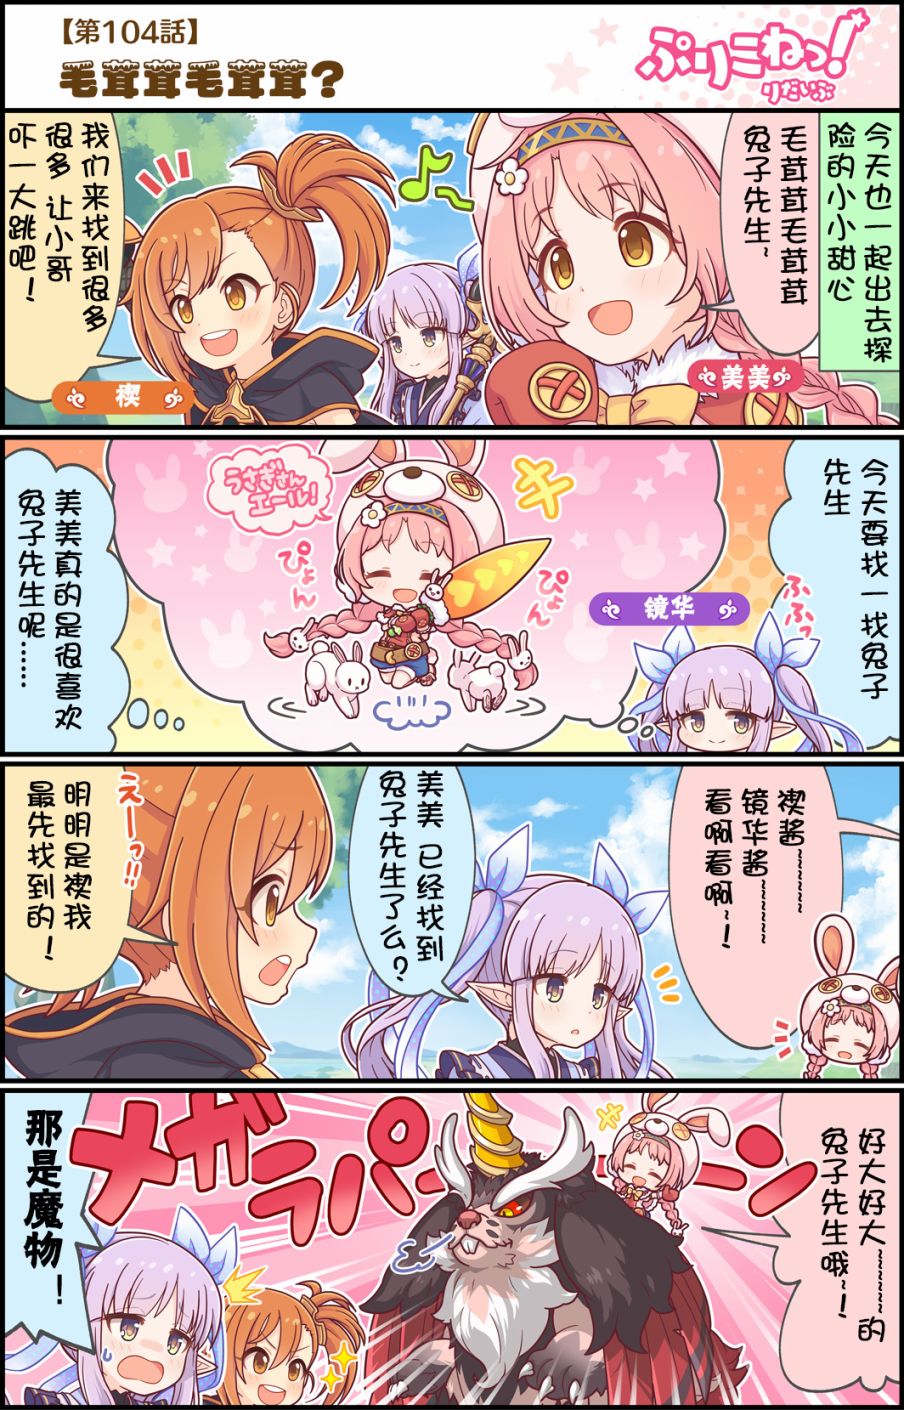 【第104話】
毛茸茸毛茸茸？
ぷりこねっ！
りだいぶ
今天也一起出去探
险的小小甜心
毛茸茸毛茸茸
兔子先生~
美美
我们来找到很多
很多 让小哥
吓一大跳吧！
楔
今天要找一找兔子
先生
ふふっ
镜华
うさぎさん
エール！
キ
ぴょん
ぴょん
美美真的是很喜欢
兔子先生呢……
楔酱~~~~~~
镜华酱~~~~~~
看啊看啊~！
美美 已经找到
兔子先生了么？
えーっ!!
明明是楔我
最先找到的！
好大好大~~~~~的
兔子先生哦~！
メガラパーーン
那是魔物！